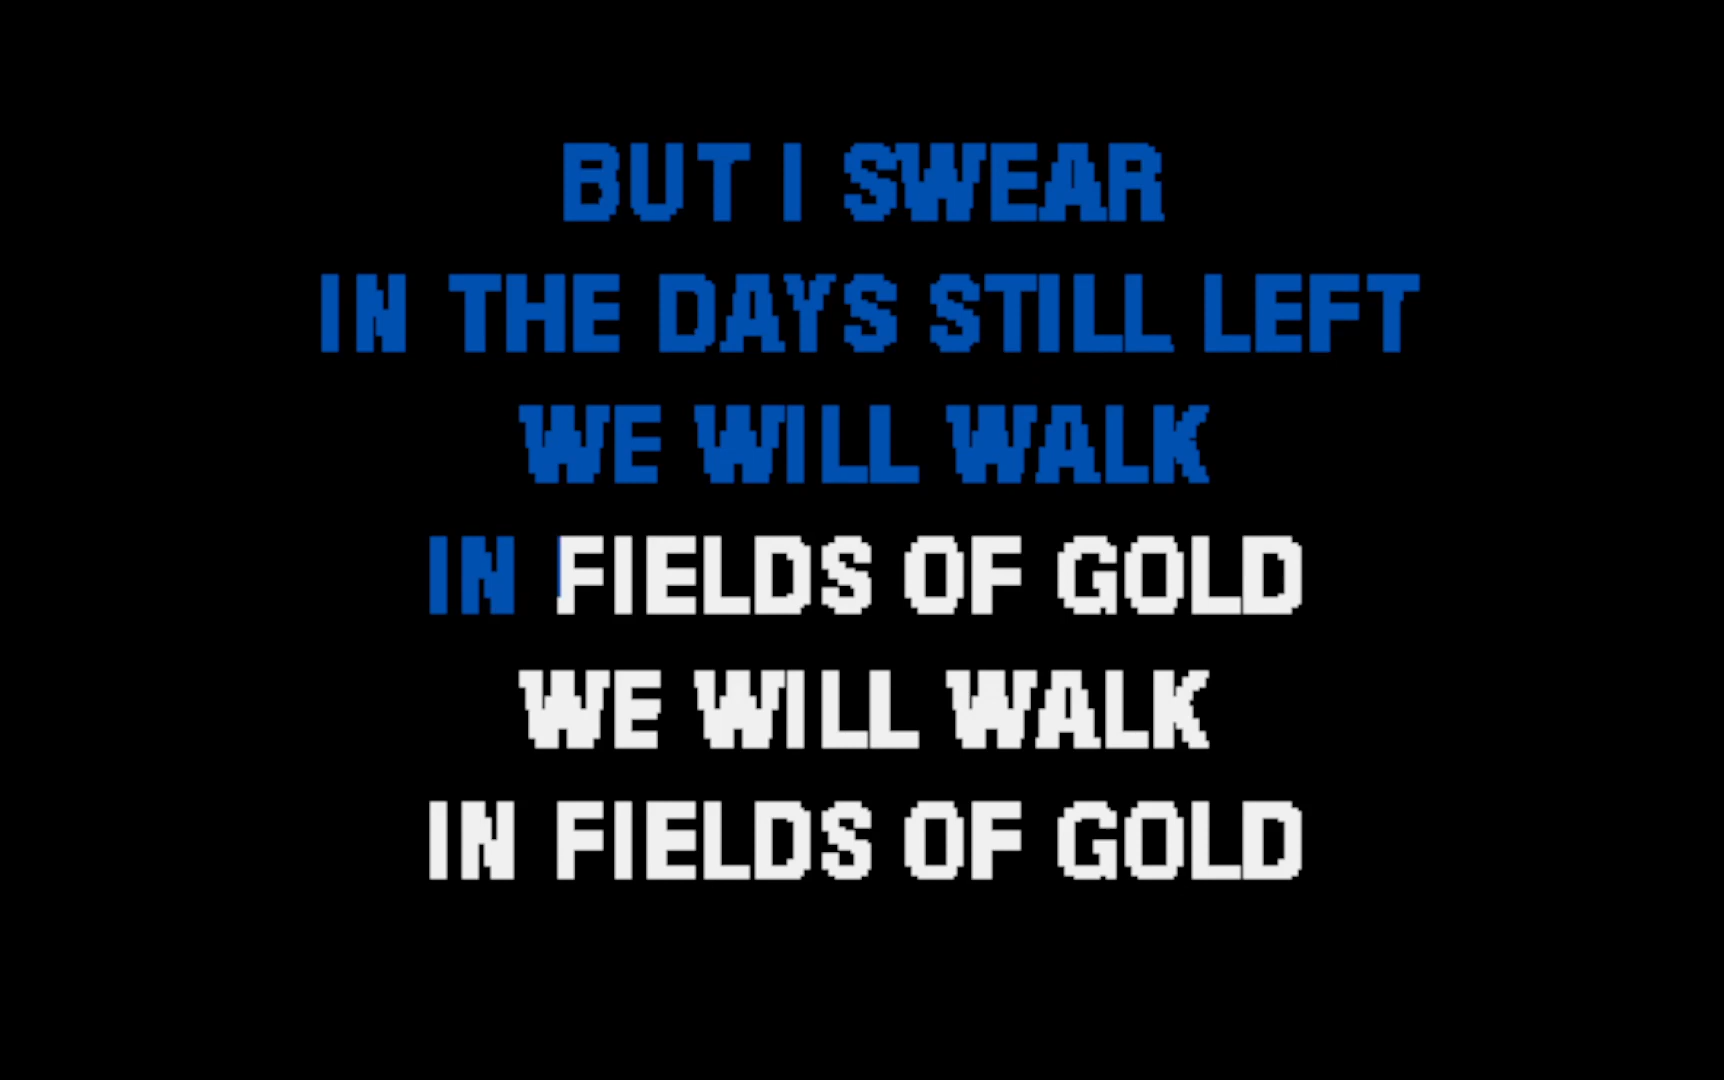 BUT I SWEAR
IN THE DAYS STILL LEFT
WE WILL WALK
IN FIELDS OF GOLD
WE WILL WALK
IN FIELDS OF GOLD